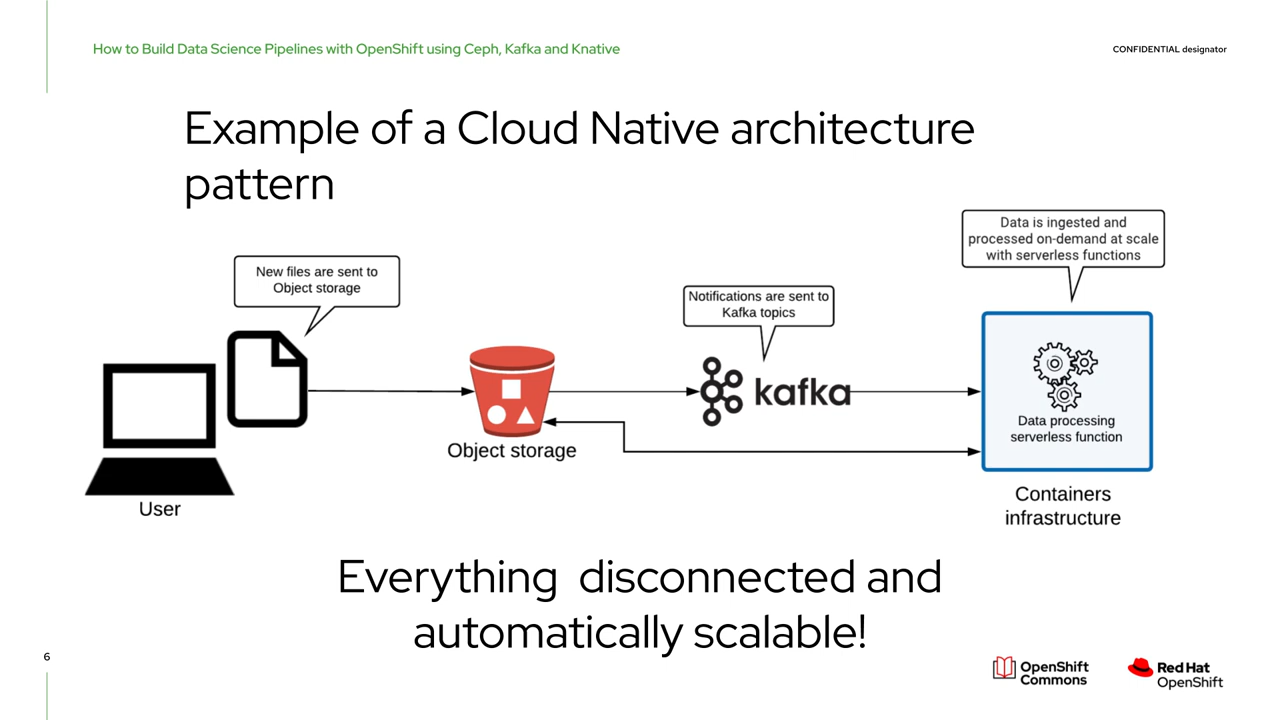 How to Build Data Science Pipelines with OpenShift using Ceph, Kafka and Knative
CONFIDENTIAL designator
Example of a Cloud Native architecture
pattern
Data is ingested and
processed on-demand at scale
with serverless functions
New files are sent to
Object storage
Notifications are sent to
Kafka topics
kafka
Data processing
serverless function
Object storage
User
Containers
infrastructure
Everything  disconnected and
automatically scalable!
6
OpenShift
Commons
Red Hat
OpenShift